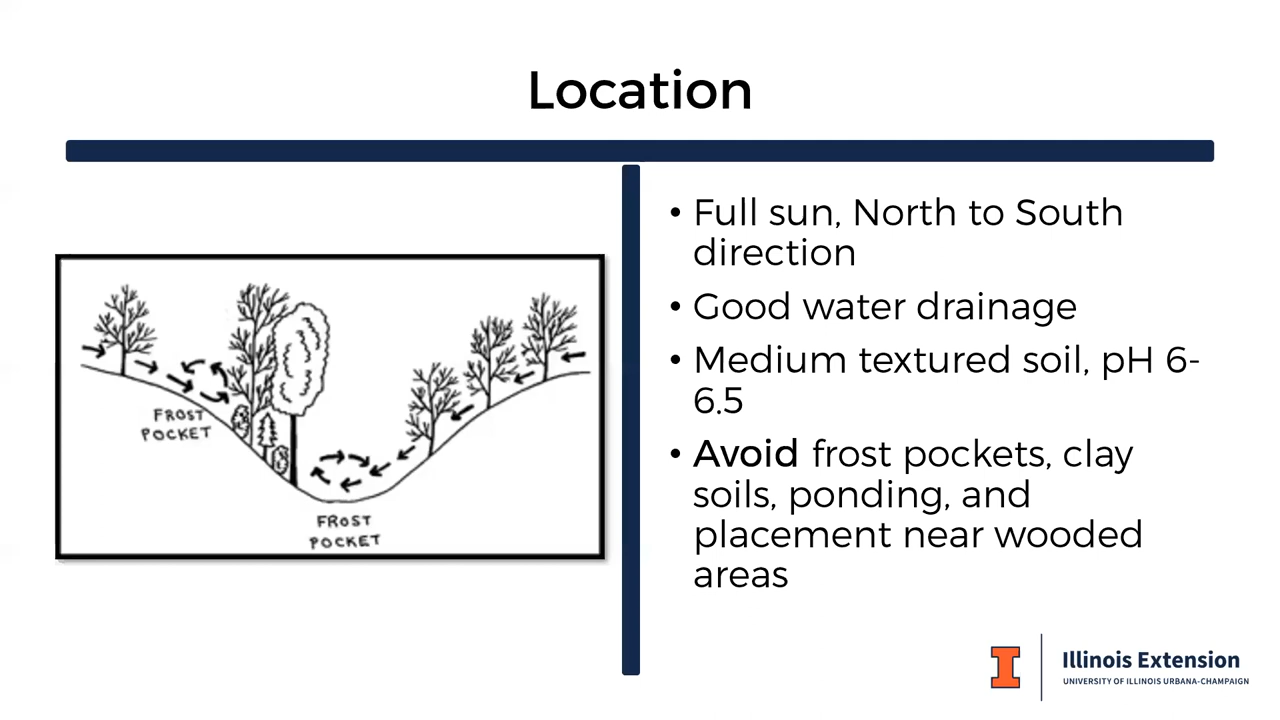 Location
FROST
POCKET
FROST
POCKET
• Full sun, North to South
direction
• Good water drainage
• Medium textured soil, pH 6-
6.5
• Avoid frost pockets, clay
soils, ponding, and
placement near wooded
areas
I
Illinois Extension
UNIVERSITY OF ILLINOIS URBANA-CHAMPAIGN